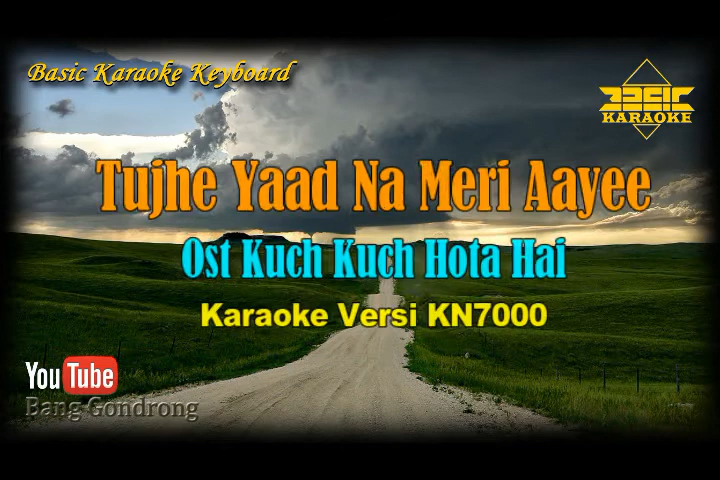 Basic Karaoke Keyboard
BASIC
KARAOKE
Tujhe Yaad Na Meri Aayee
Ost Kuch Kuch Hota Hai
Karaoke Versi KN7000
YouTube
Bang Gondrong